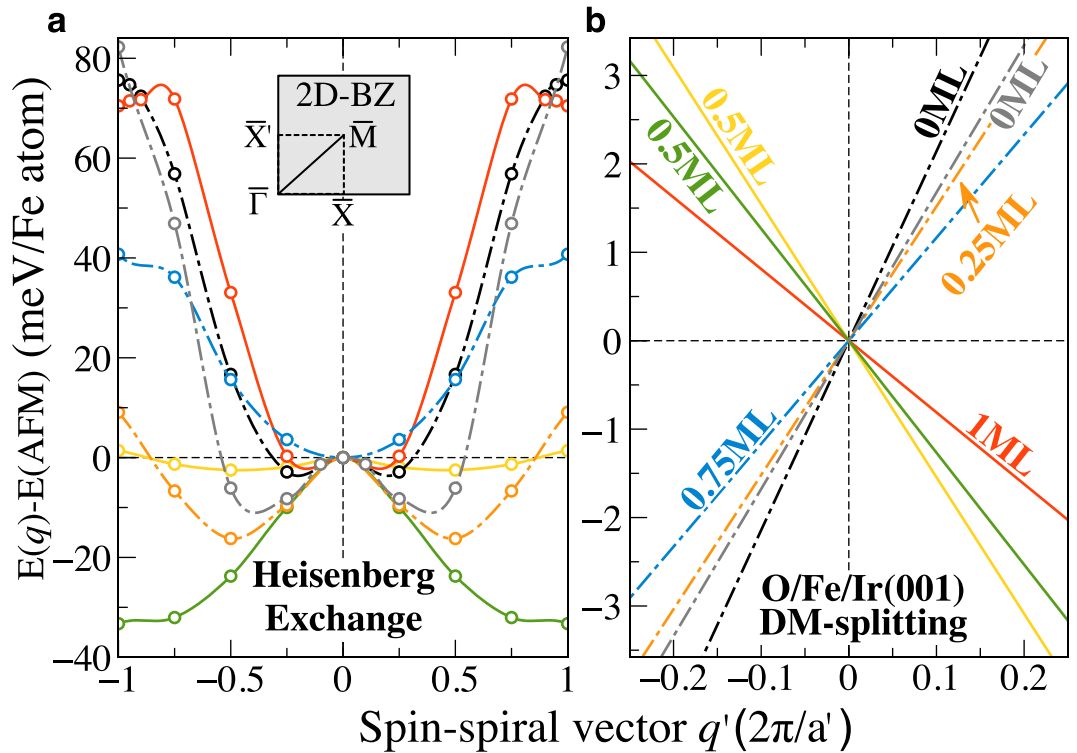 a
b
E(q)-E(AFM) (meV/Fe atom)
80
60
40
20
0
−20
−40
2D-BZ
X̅'
M̅
Γ̅
X̅
Heisenberg
Exchange
−1
−0.5
0
0.5
1
3
2
1
0
−1
−2
−3
0.5ML
0.5ML
0ML
0ML
0.25ML
0.75ML
1ML
O/Fe/Ir(001)
DM-splitting
−0.2
−0.1
0
0.1
0.2
Spin-spiral vector q'(2π/a')